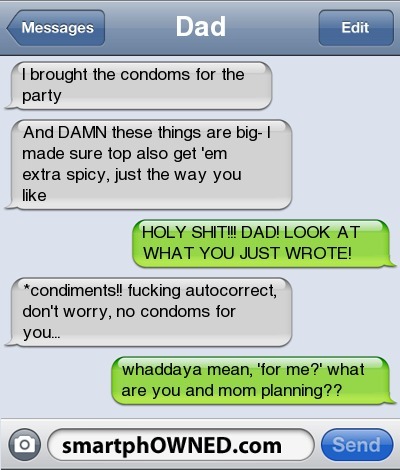 Messages
Dad
Edit
I brought the condoms for the
party
And DAMN these things are big- I
made sure top also get 'em
extra spicy, just the way you
like
HOLY SHIT!!! DAD! LOOK AT
WHAT YOU JUST WROTE!
*condiments!! fucking autocorrect,
don't worry, no condoms for
you...
whaddaya mean, 'for me?' what
are you and mom planning??
smartphOWNED.com
Send